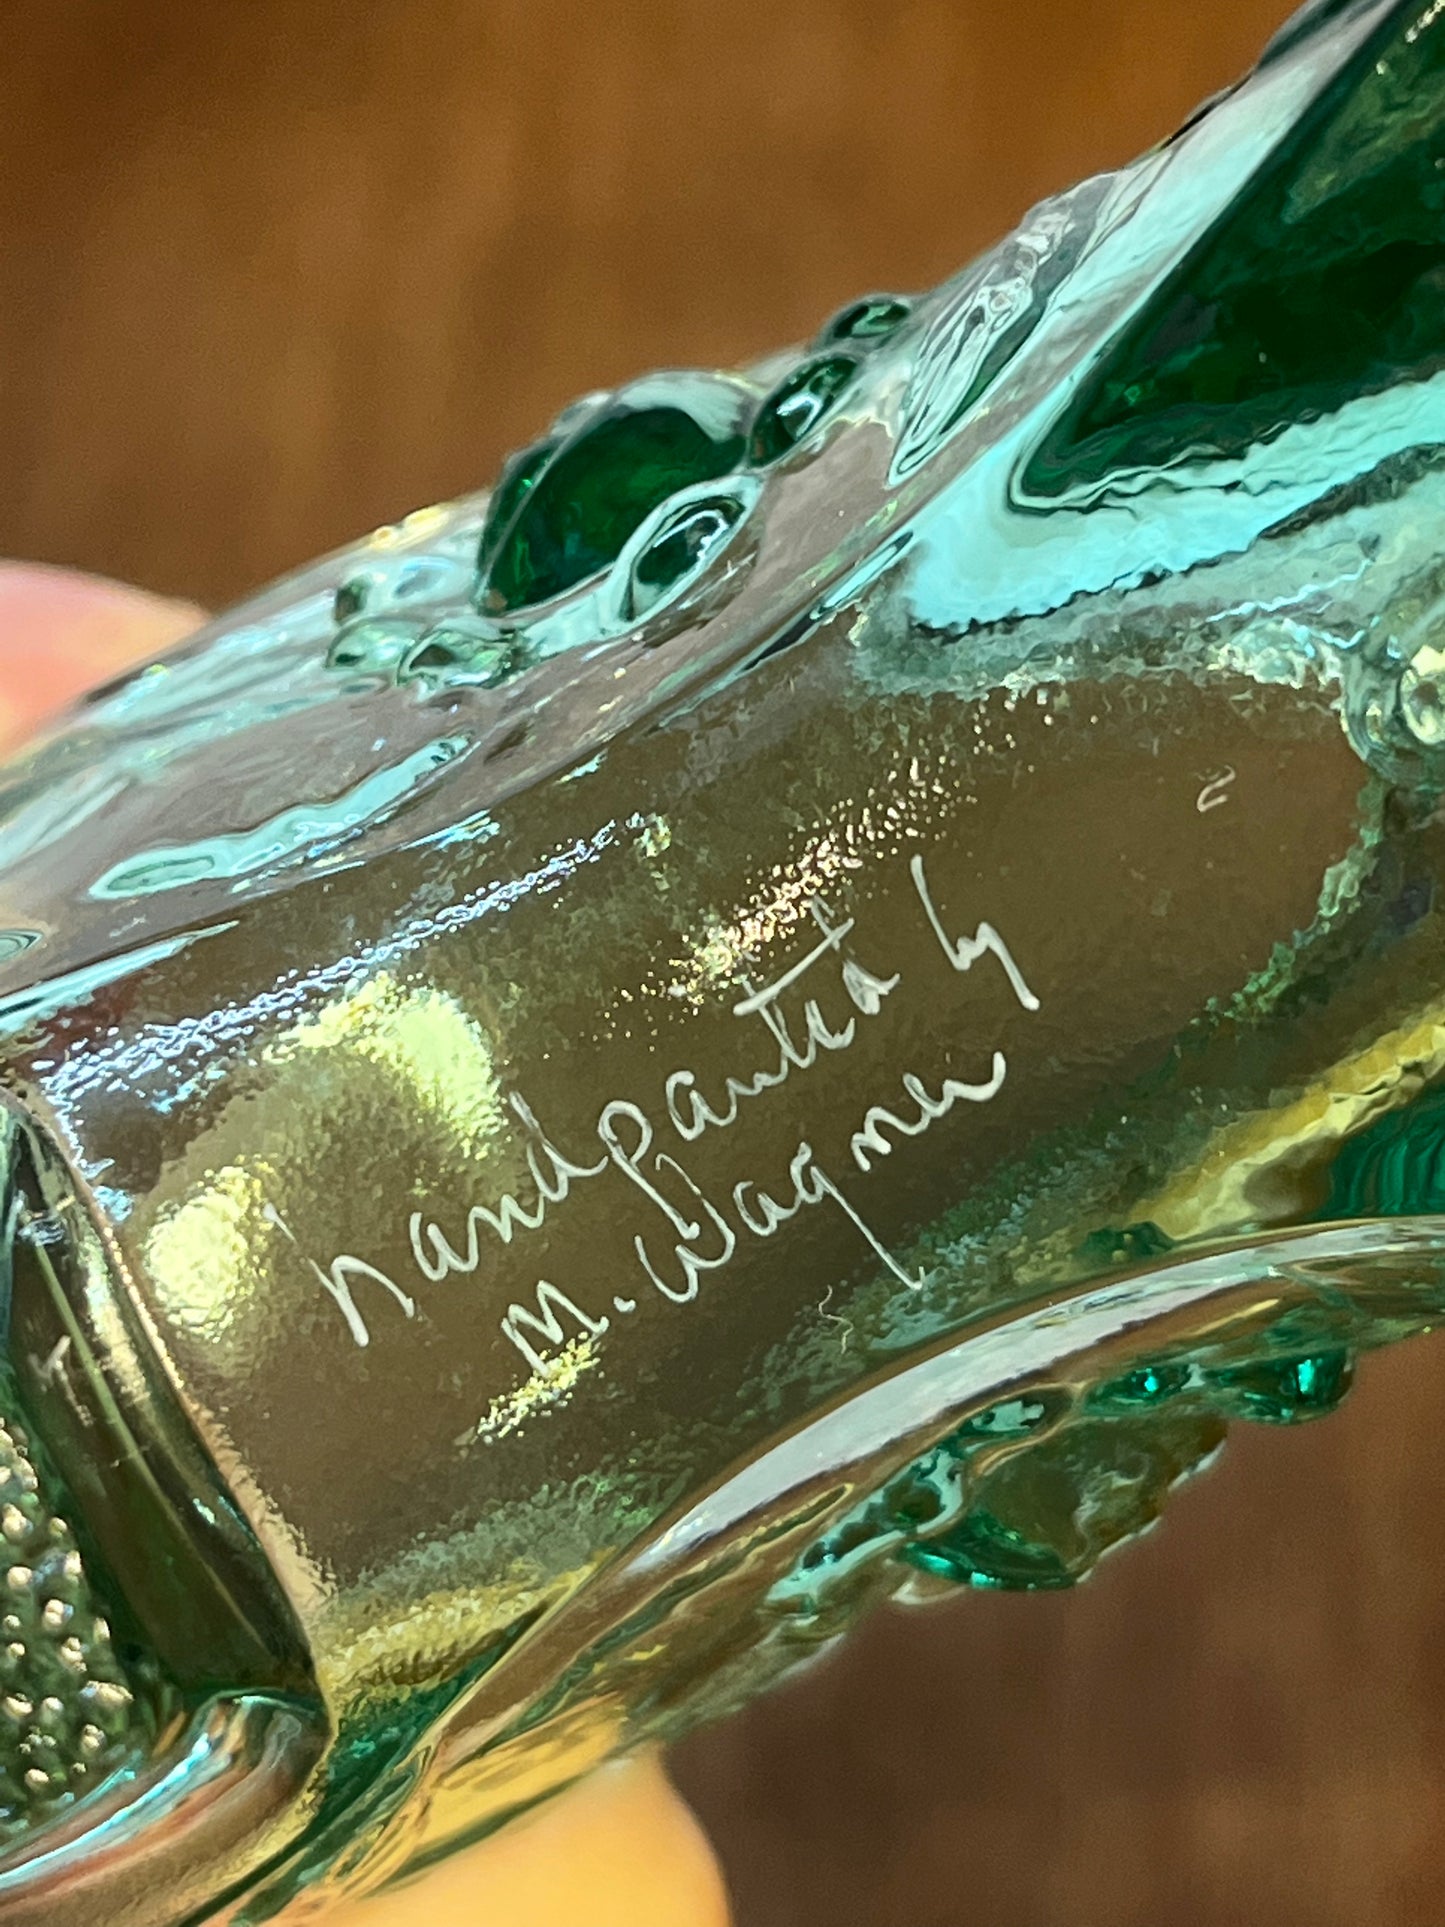 handpainted by
M. Wagner